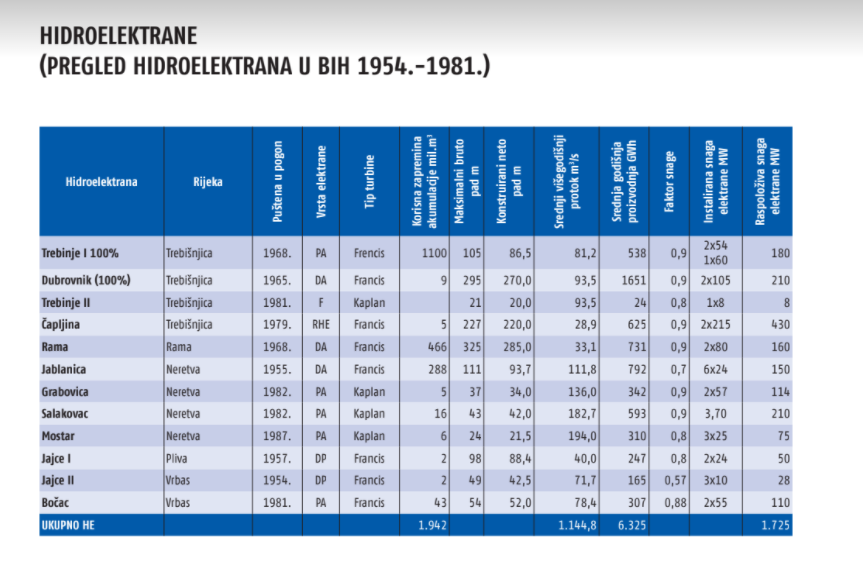 HIDROELEKTRANE
(PREGLED HIDROELEKTRANA U BIH 1954.-1981.)
Hidroelektrana Rijeka Puštena u pogon Vrsta elektrane Tip turbine Korisna zapremina akumulacije mil.m³ Maksimalni bruto pad m Konstruirani neto pad m Srednji višegodišnji protok m³/s Srednja godišnja proizvodnja GWh Faktor snage Instalirana snaga elektrane MW Raspoloživa snaga elektrane MW
Trebinje I 100% Trebišnjica 1968. PA Frencis 1100 105 86,5 81,2 538 0,9 2x54 1x60 180
Dubrovnik (100%) Trebišnjica 1965. DA Francis 9 295 270,0 93,5 1651 0,9 2x105 210
Trebinje II Trebišnjica 1981. F Kaplan 21 20,0 93,5 24 0,8 1x8 8
Čapljina Trebišnjica 1979. RHE Francis 5 227 220,0 28,9 625 0,9 2x215 430
Rama Rama 1968. DA Francis 466 325 285,0 33,1 731 0,9 2x80 160
Jablanica Neretva 1955. DA Francis 288 111 93,7 111,8 792 0,7 6x24 150
Grabovica Neretva 1982. PA Kaplan 5 37 34,0 136,0 342 0,9 2x57 114
Salakovac Neretva 1982. PA Kaplan 16 43 42,0 182,7 593 0,9 3,70 210
Mostar Neretva 1987. PA Kaplan 6 24 21,5 194,0 310 0,8 3x25 75
Jajce I Pliva 1957. DP Francis 2 98 88,4 40,0 247 0,8 2x24 50
Jajce II Vrbas 1954. DP Francis 2 49 42,5 71,7 165 0,57 3x10 28
Bočac Vrbas 1981. PA Francis 43 54 52,0 78,4 307 0,88 2x55 110
UKUPNO HE 1.942 1.144,8 6.325 1.725